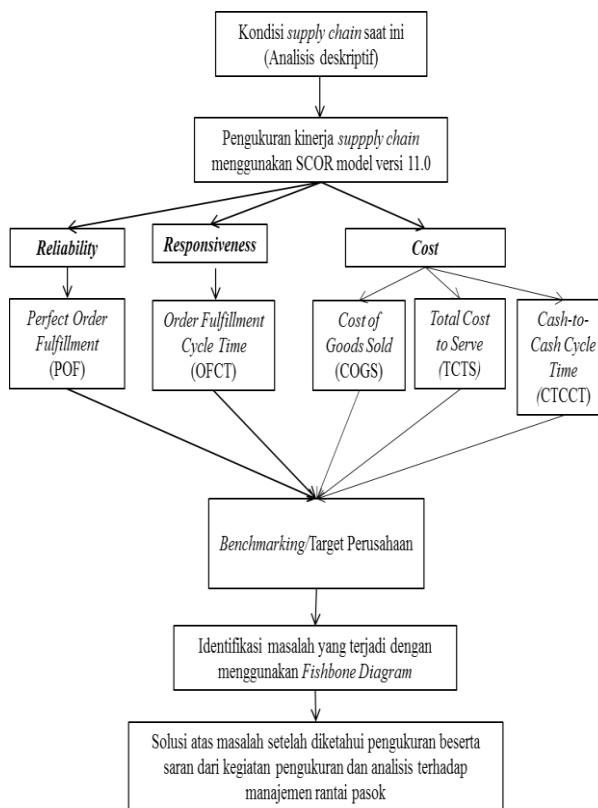 Kondisi supply chain saat ini
(Analisis deskriptif)
Pengukuran kinerja suppply chain
menggunakan SCOR model versi 11.0
Reliability
Responsiveness
Cost
Perfect Order
Fulfillment
(POF)
Order Fulfillment
Cycle Time
(OFCT)
Cost of
Goods Sold
(COGS)
Total Cost
to Serve
(TCTS)
Cash-to-
Cash Cycle
Time
(CTCCT)
Benchmarking/Target Perusahaan
Identifikasi masalah yang terjadi dengan
menggunakan Fishbone Diagram
Solusi atas masalah setelah diketahui pengukuran beserta
saran dari kegiatan pengukuran dan analisis terhadap
manajemen rantai pasok